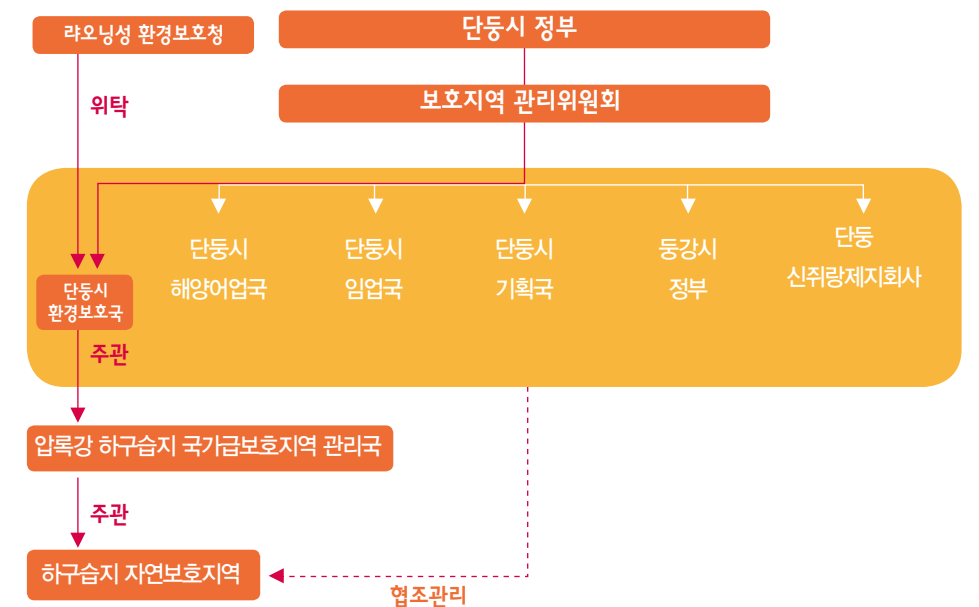 랴오닝성 환경보호청
단둥시 정부
위탁
보호지역 관리위원회
단둥시
해양어업국
단둥시
임업국
단둥시
기획국
둥강시
정부
단둥
신쥐랑제지회사
단둥시
환경보호국
주관
압록강 하구습지 국가급보호지역 관리국
주관
하구습지 자연보호지역
협조관리